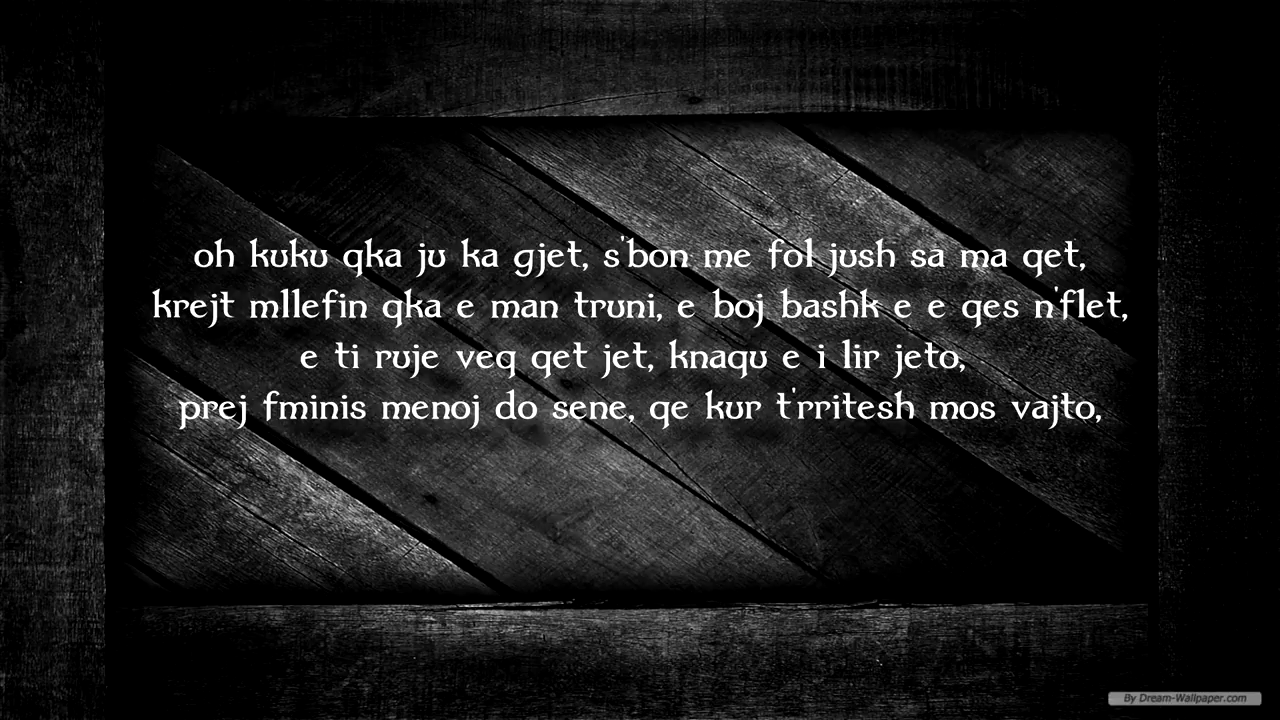 oh kuku qka ju ka gjet, s'bon me fol jush sa ma qet,
krejt mllefin qka e man truni, e boj bashk e e qes n'flet,
e ti ruje veq qet jet, knaqu e i lir jeto,
prej fminis menoj do sene, qe kur t'rritesh mos vajto,
By Dream-Wallpaper.com